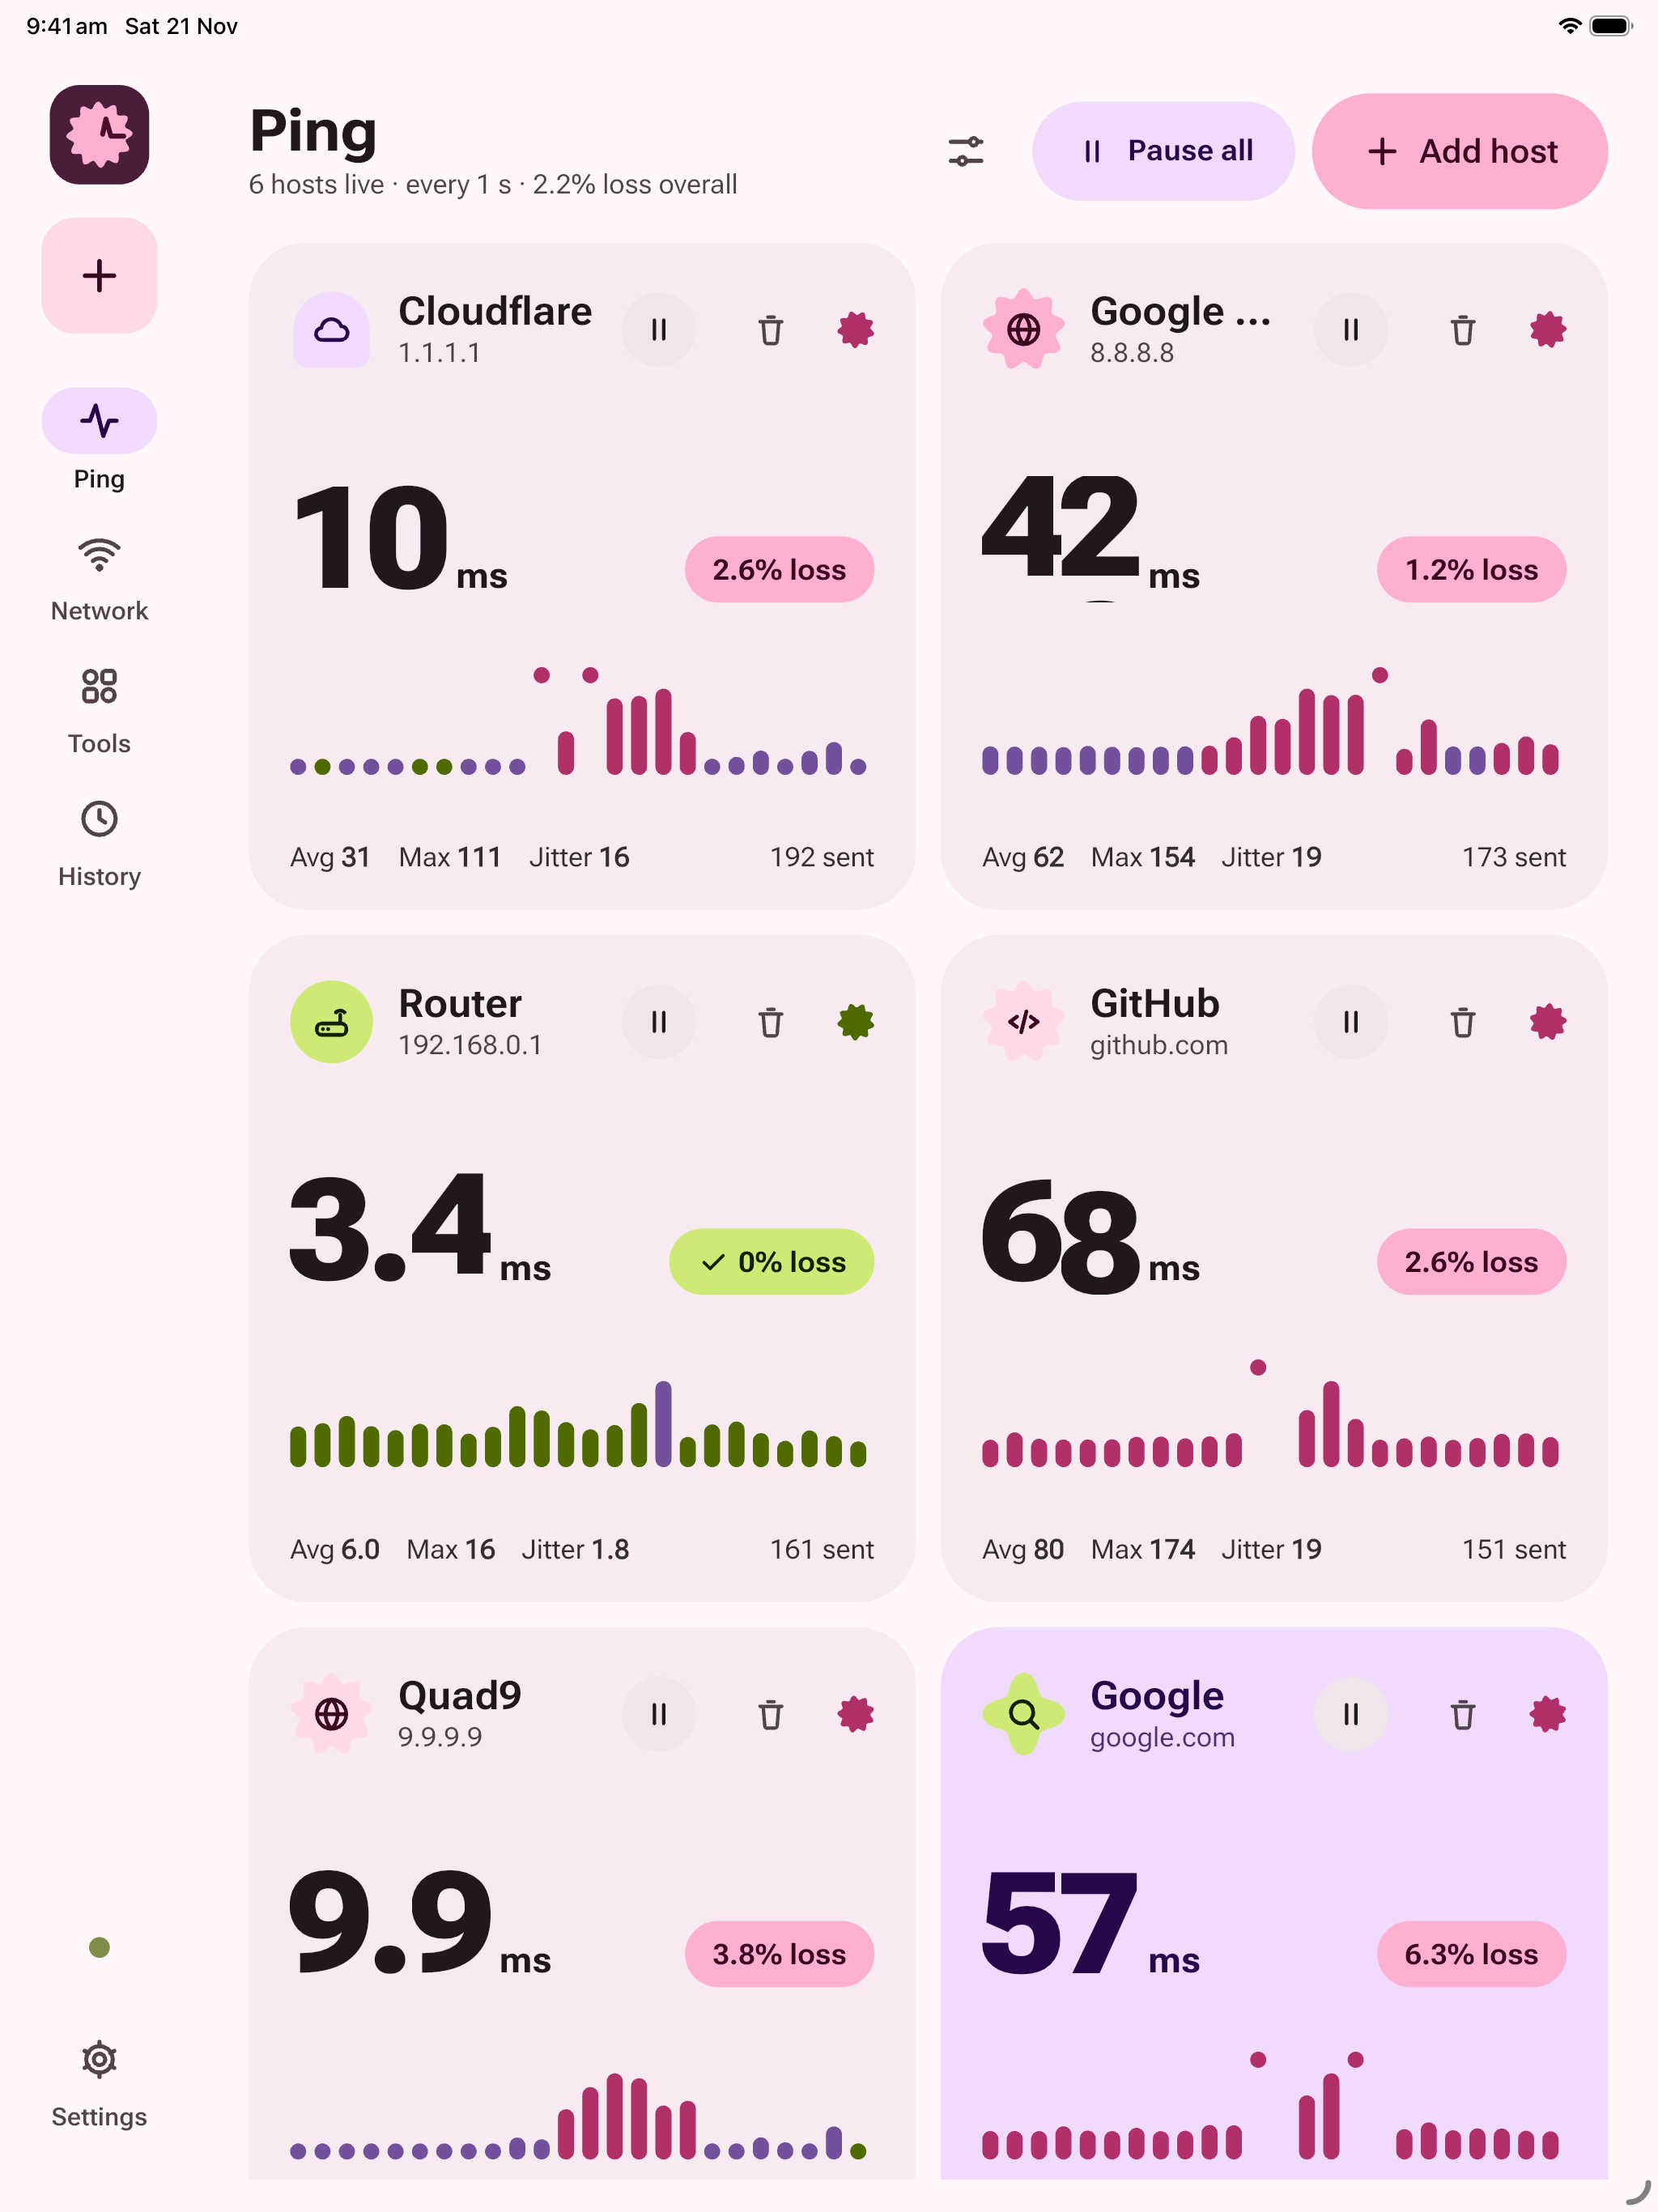 9:41 am Sat 21 Nov
Ping
6 hosts live · every 1 s · 2.2% loss overall
Pause all
Add host
Ping
Network
Tools
History
Settings
Cloudflare
1.1.1.1
10 ms
2.6% loss
Avg 31 Max 111 Jitter 16 192 sent
Google ...
8.8.8.8
42 ms
1.2% loss
Avg 62 Max 154 Jitter 19 173 sent
Router
192.168.0.1
3.4 ms
0% loss
Avg 6.0 Max 16 Jitter 1.8 161 sent
GitHub
github.com
68 ms
2.6% loss
Avg 80 Max 174 Jitter 19 151 sent
Quad9
9.9.9.9
9.9 ms
3.8% loss
Google
google.com
57 ms
6.3% loss